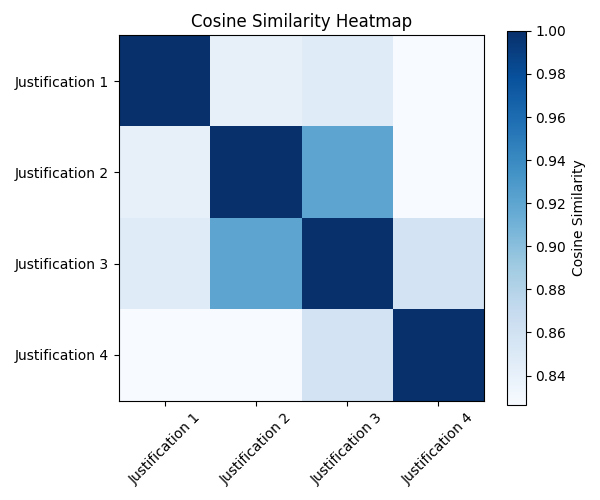 Cosine Similarity Heatmap
Justification 1
Justification 2
Justification 3
Justification 4
Justification 1
Justification 2
Justification 3
Justification 4
1.00
0.98
0.96
0.94
0.92
0.90
0.88
0.86
0.84
Cosine Similarity